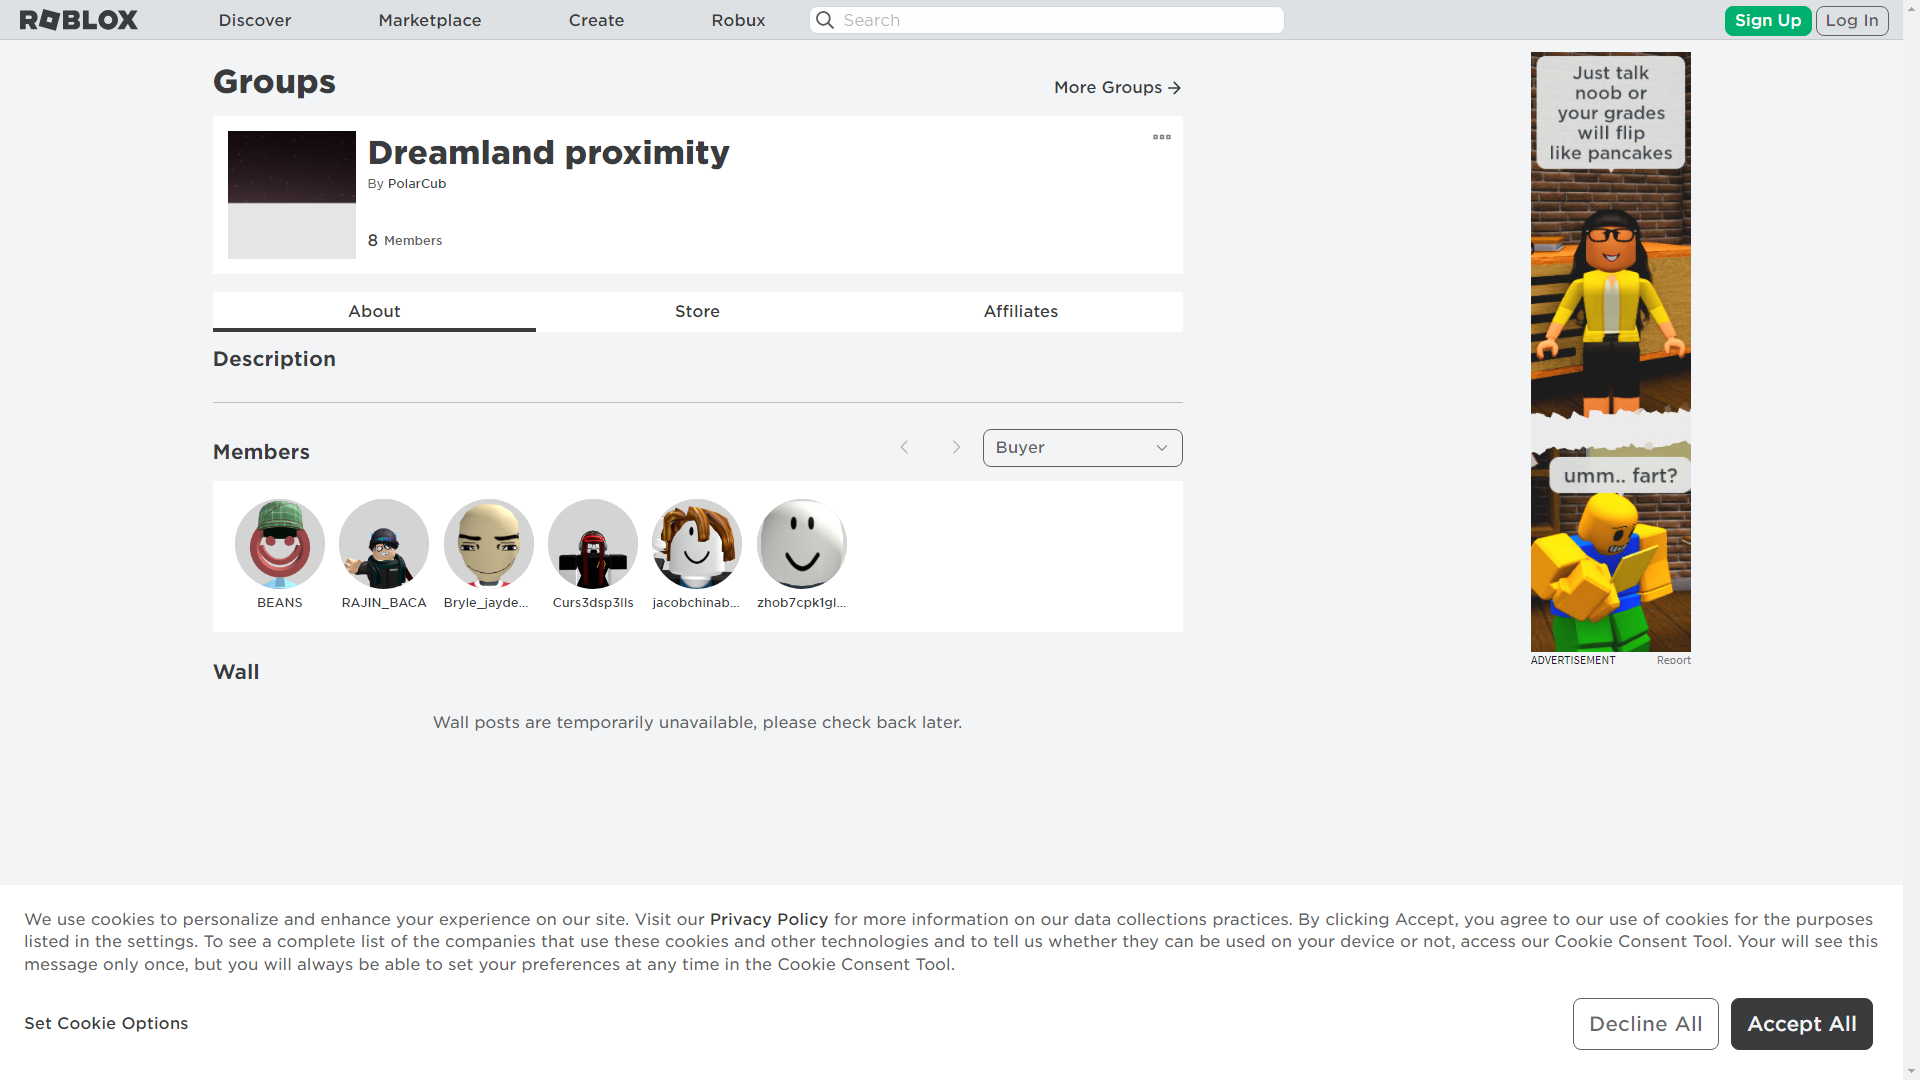 ROBLOX
Discover
Marketplace
Create
Robux
Search
Sign Up
Log In
Groups
More Groups
Dreamland proximity
By PolarCub
8 Members
About
Store
Affiliates
Description
Members
Buyer
BEANS
RAJIN_BACA
Bryle_jayde...
Curs3dsp3lls
jacobchinab...
zhob7cpk1gl...
Wall
Wall posts are temporarily unavailable, please check back later.
Just talk
noob or
your grades
will flip
like pancakes
umm.. fart?
ADVERTISEMENT
Report
We use cookies to personalize and enhance your experience on our site. Visit our Privacy Policy for more information on our data collections practices. By clicking Accept, you agree to our use of cookies for the purposes
listed in the settings. To see a complete list of the companies that use these cookies and other technologies and to tell us whether they can be used on your device or not, access our Cookie Consent Tool. Your will see this
message only once, but you will always be able to set your preferences at any time in the Cookie Consent Tool.
Set Cookie Options
Decline All
Accept All